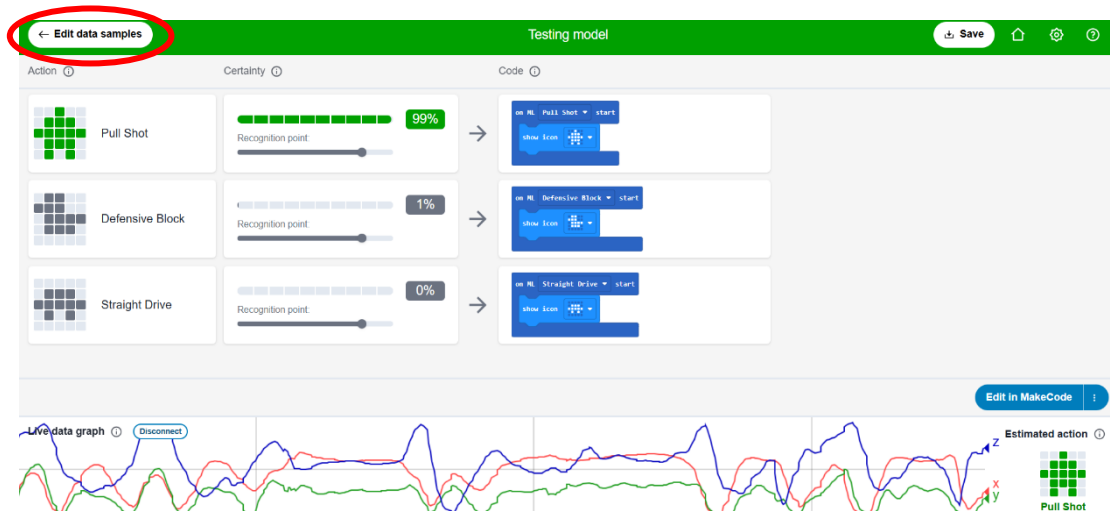 ← Edit data samples
Testing model
Save
Action
Certainty
Code
Pull Shot
99%
Recognition point:
on ML Pull Shot start
show icon
Defensive Block
1%
Recognition point:
on ML Defensive Block start
show icon
Straight Drive
0%
Recognition point:
on ML Straight Drive start
show icon
Edit in MakeCode
Live data graph
Disconnect
z
x
y
Estimated action
Pull Shot